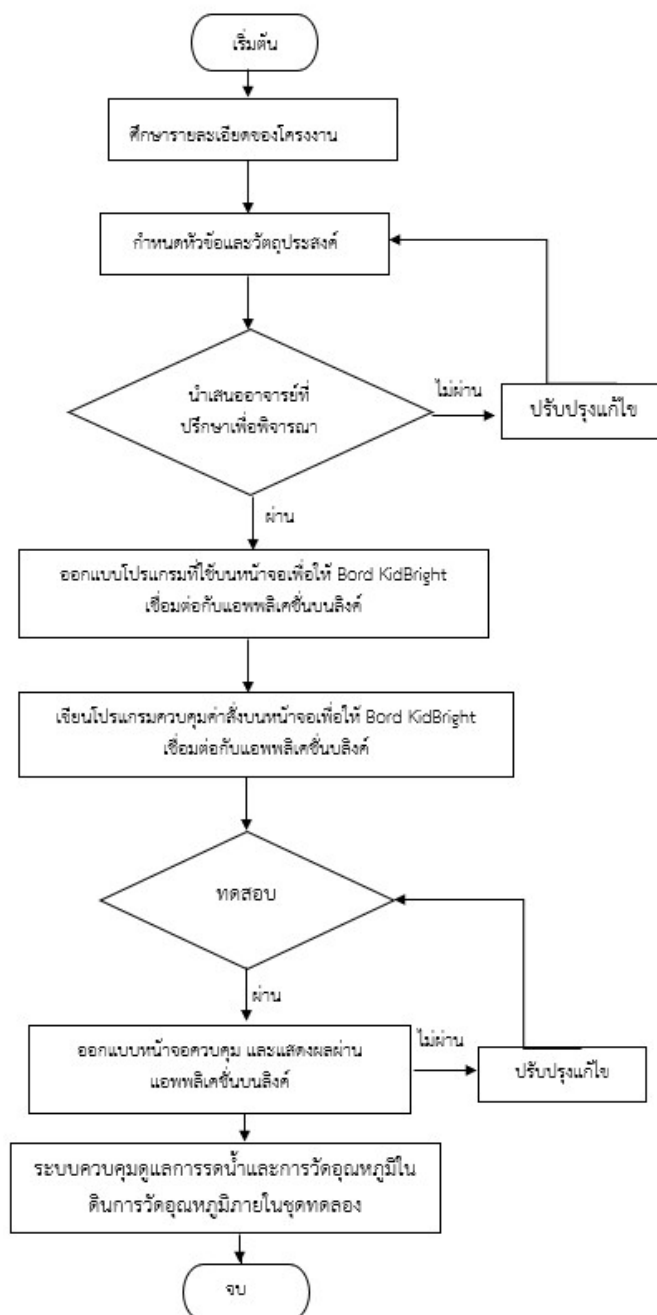 เริ่มต้น
ศึกษารายละเอียดของโครงงาน
กำหนดหัวข้อและวัตถุประสงค์
นำเสนออาจารย์ที่
ปรึกษาเพื่อพิจารณา
ไม่ผ่าน
ปรับปรุงแก้ไข
ผ่าน
ออกแบบโปรแกรมที่ใช้บนหน้าจอเพื่อให้ Bord KidBright
เชื่อมต่อกับแอพพลิเคชั่นบนลิงค์
เขียนโปรแกรมควบคุมคำสั่งบนหน้าจอเพื่อให้ Bord KidBright
เชื่อมต่อกับแอพพลิเคชั่นบลิงค์
ทดสอบ
ผ่าน
ออกแบบหน้าจอควบคุม และแสดงผลผ่าน
แอพพลิเคชั่นบนลิงค์
ไม่ผ่าน
ปรับปรุงแก้ไข
ระบบควบคุมดูแลการรดน้ำและการวัดอุณหภูมิใน
ดินการวัดอุณหภูมิภายในชุดทดลอง
จบ